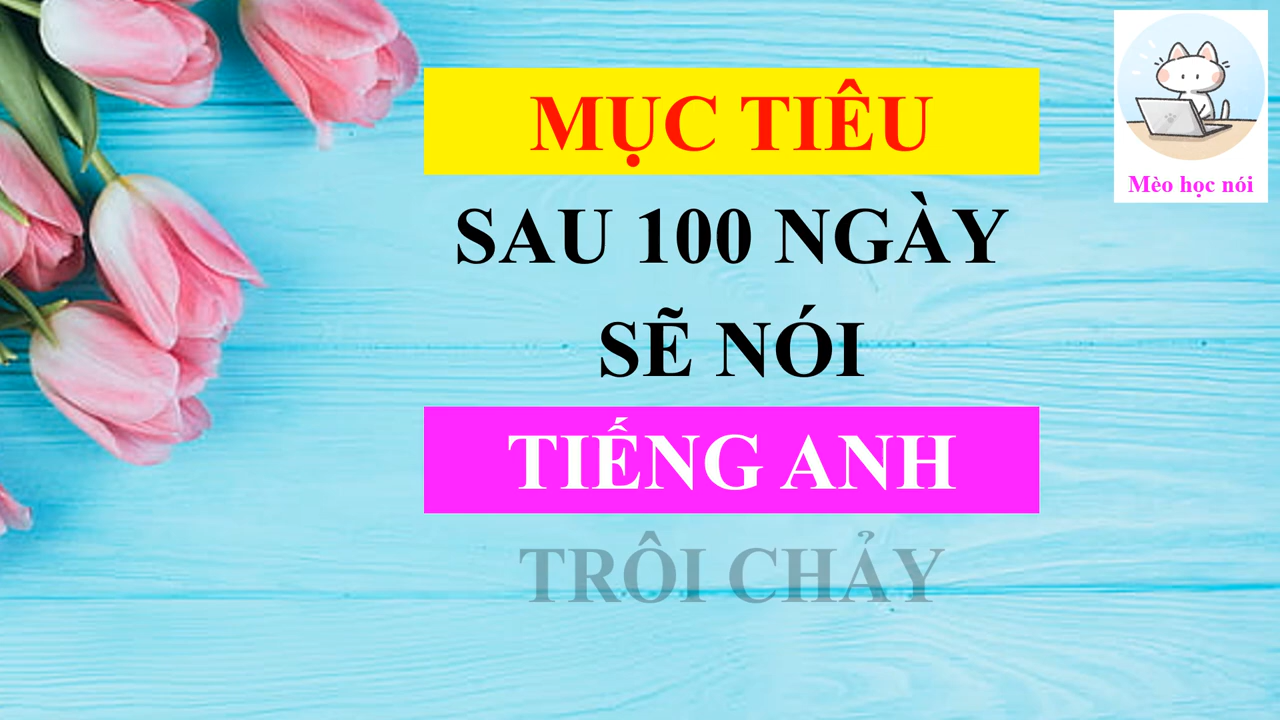 MỤC TIÊU
SAU 100 NGÀY
SẼ NÓI
TIẾNG ANH
TRÔI CHẢY
Mèo học nói